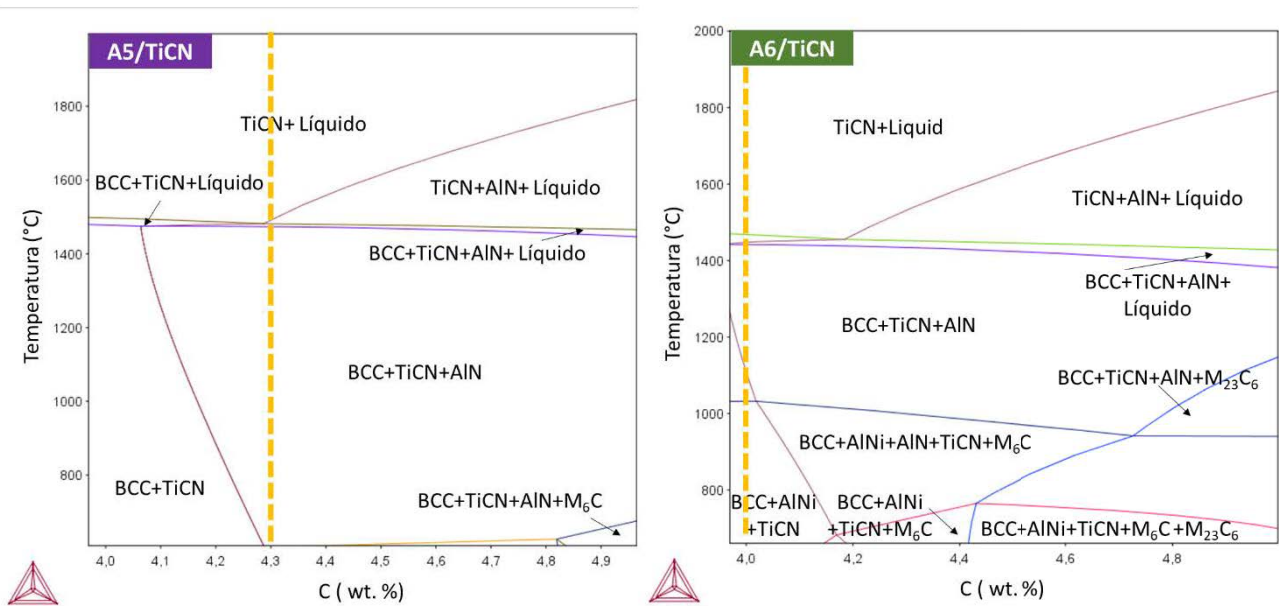 A5/TiCN
Temperatura (°C)
1800
1600
1400
1200
1000
800
TiCN+ Líquido
BCC+TiCN+Líquido
TiCN+AlN+ Líquido
BCC+TiCN+AlN+ Líquido
BCC+TiCN+AlN
BCC+TiCN
BCC+TiCN+AlN+M₆C
4,0 4,1 4,2 4,3 4,4 4,5 4,6 4,7 4,8 4,9
C ( wt. %)
A6/TiCN
Temperatura (°C)
2000
1800
1600
1400
1200
1000
800
TiCN+Liquid
TiCN+AlN+ Líquido
BCC+TiCN+AlN+
Líquido
BCC+TiCN+AlN
BCC+TiCN+AlN+M₂₃C₆
BCC+AlNi+AlN+TiCN+M₆C
BCC+AlNi
+TiCN
BCC+AlNi
+TiCN+M₆C
BCC+AlNi+TiCN+M₆C+M₂₃C₆
4,0 4,2 4,4 4,6 4,8
C ( wt. %)